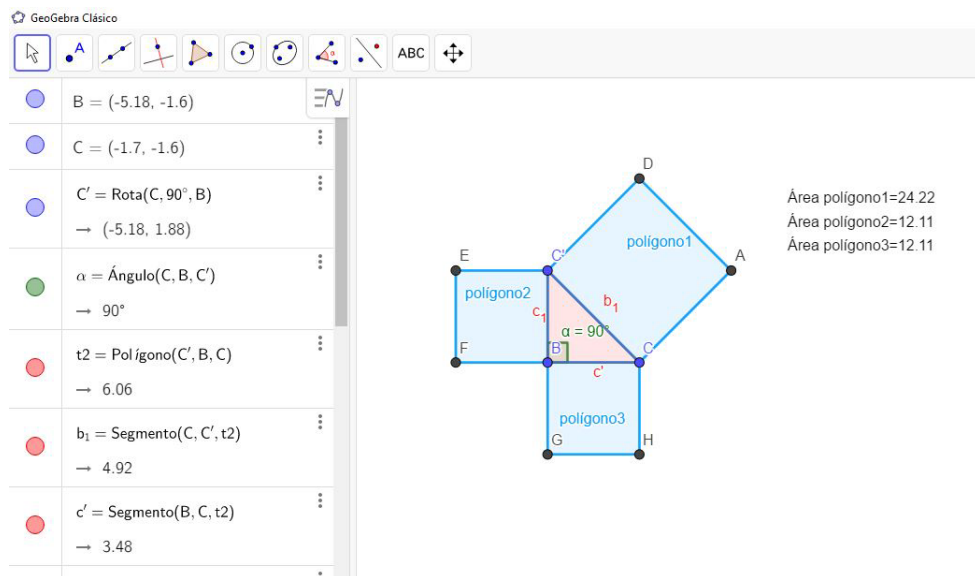 GeoGebra Clásico
A
ABC
B = (-5.18, -1.6)
C = (-1.7, -1.6)
C′ = Rota(C, 90°, B)
→ (-5.18, 1.88)
α = Ángulo(C, B, C′)
→ 90°
t2 = Polígono(C′, B, C)
→ 6.06
b₁ = Segmento(C, C′, t2)
→ 4.92
c′ = Segmento(B, C, t2)
→ 3.48
D
Área polígono1=24.22
Área polígono2=12.11
Área polígono3=12.11
polígono1
E
C'
A
polígono2
c₁
b₁
α = 90°
F
B
C
c'
polígono3
G
H